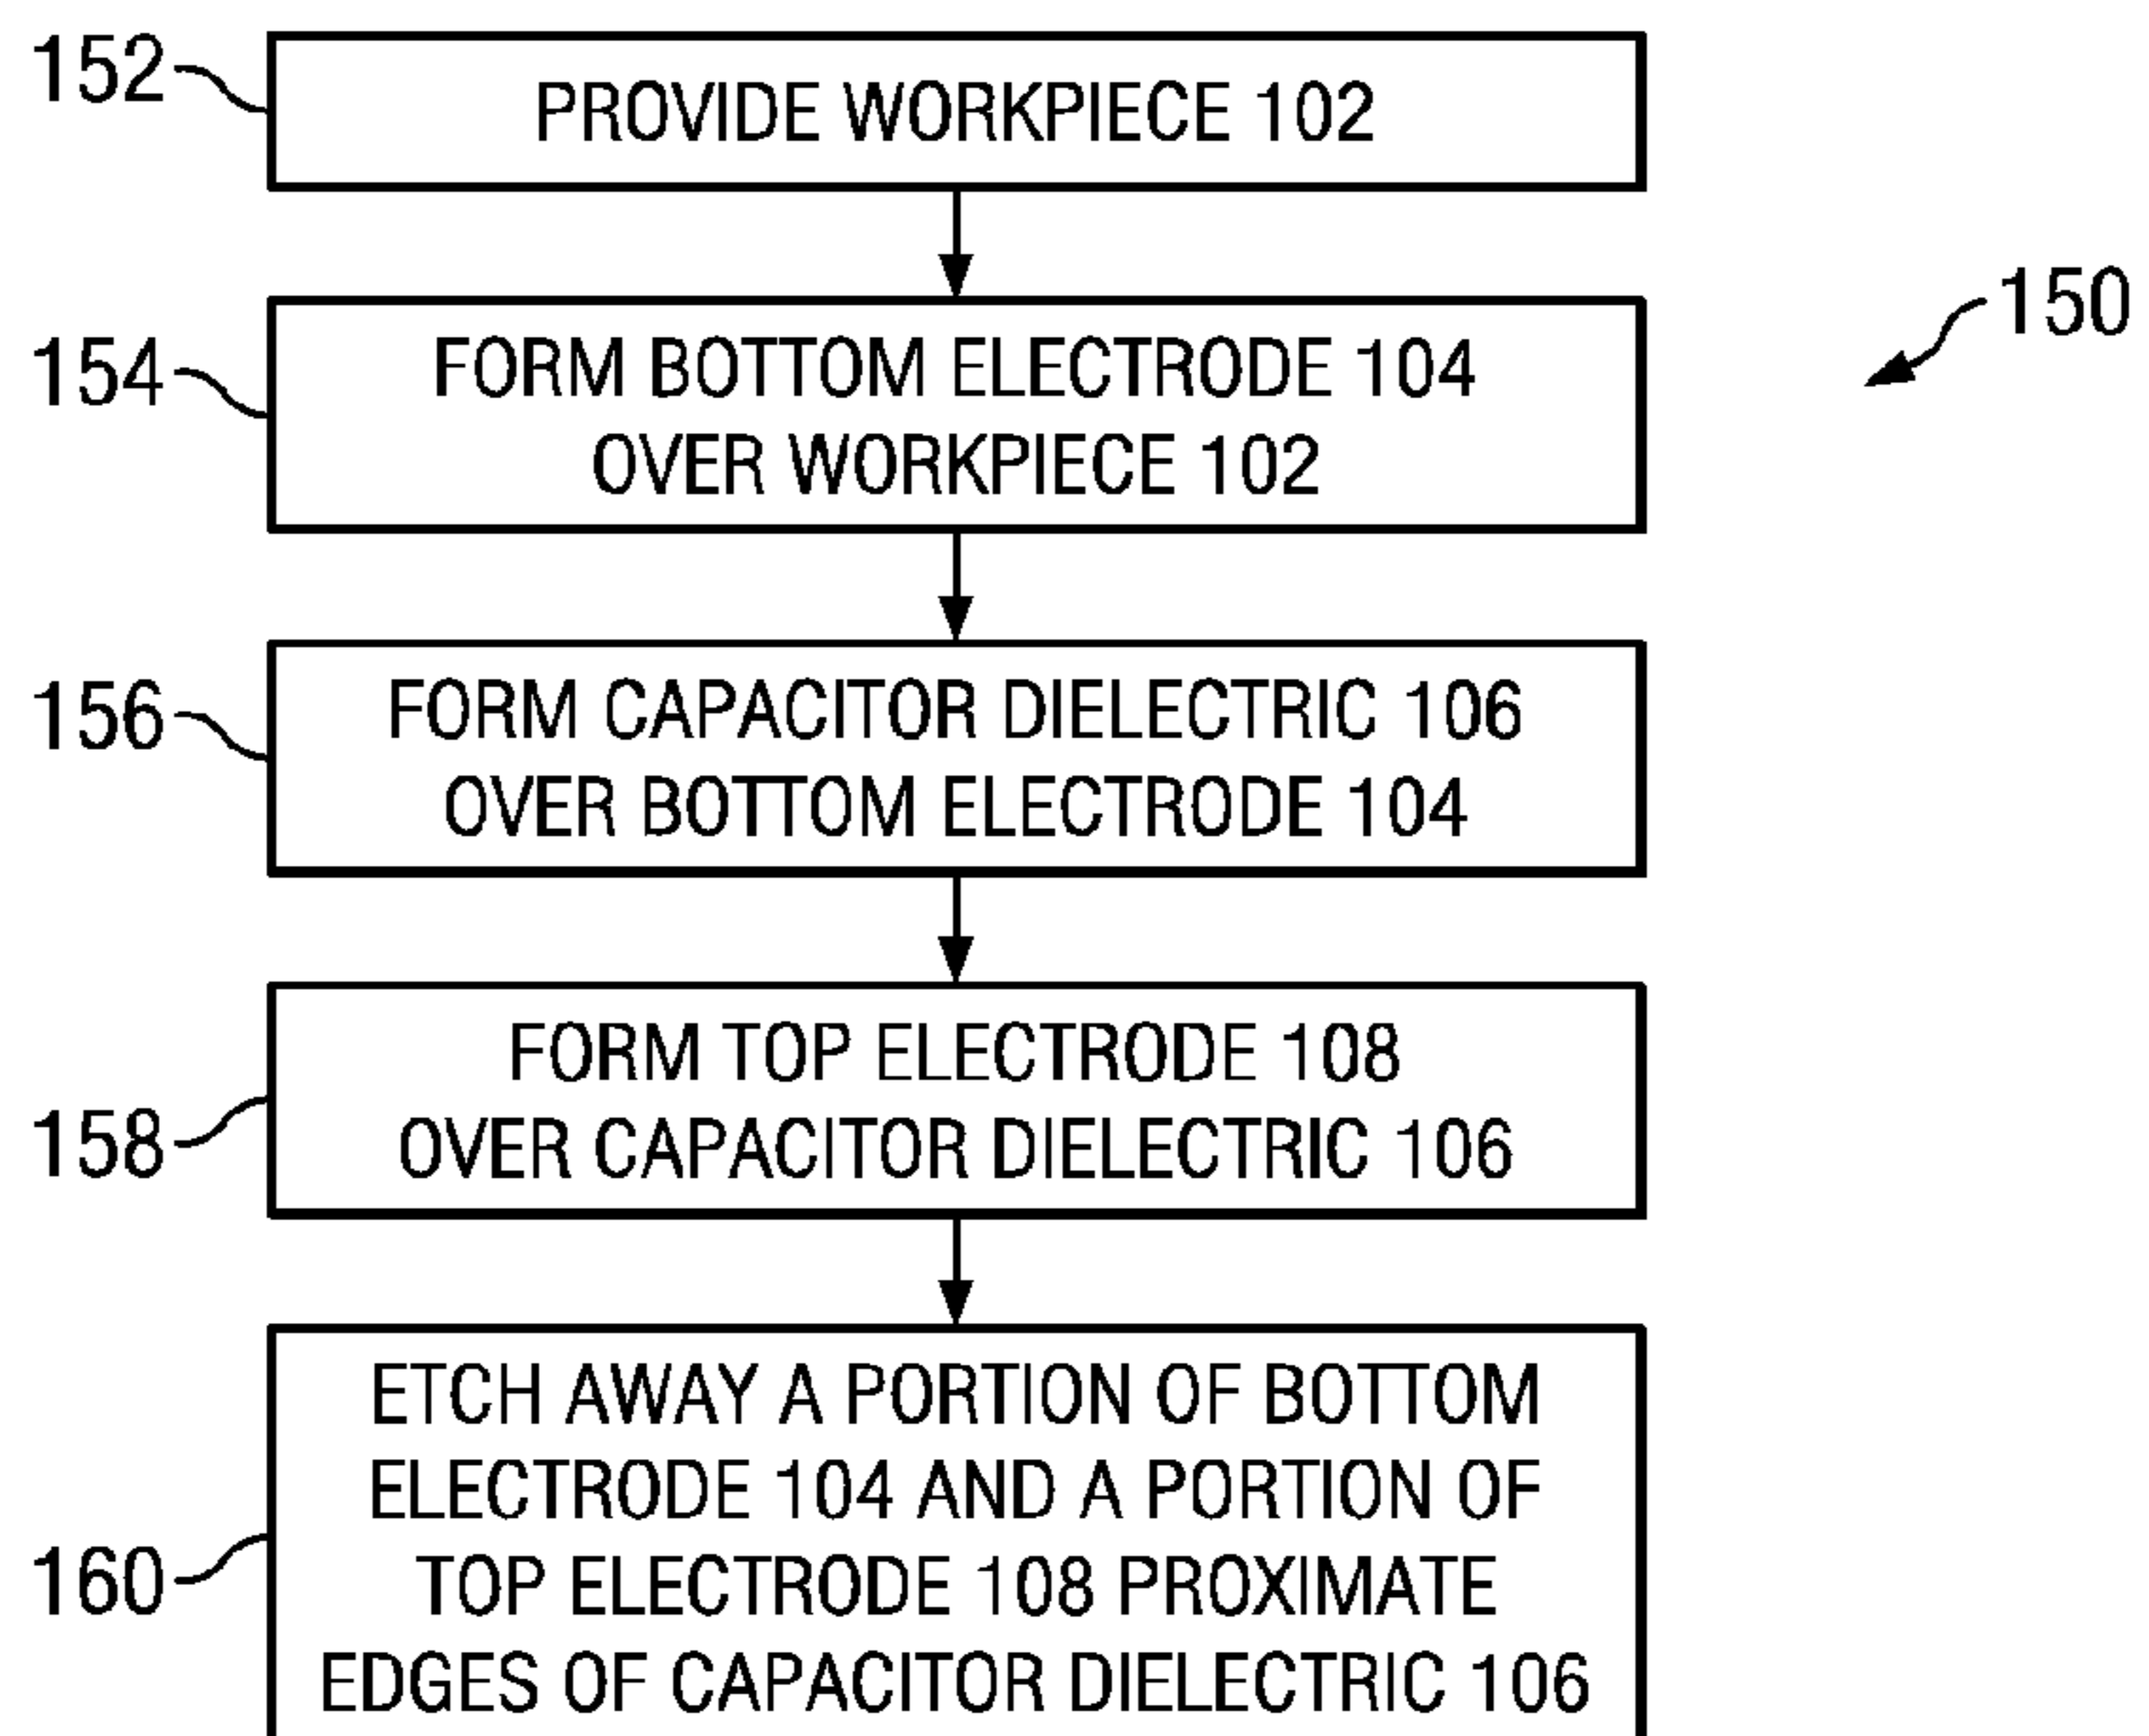 152
PROVIDE WORKPIECE 102
150
154
FORM BOTTOM ELECTRODE 104
OVER WORKPIECE 102
156
FORM CAPACITOR DIELECTRIC 106
OVER BOTTOM ELECTRODE 104
158
FORM TOP ELECTRODE 108
OVER CAPACITOR DIELECTRIC 106
160
ETCH AWAY A PORTION OF BOTTOM
ELECTRODE 104 AND A PORTION OF
TOP ELECTRODE 108 PROXIMATE
EDGES OF CAPACITOR DIELECTRIC 106